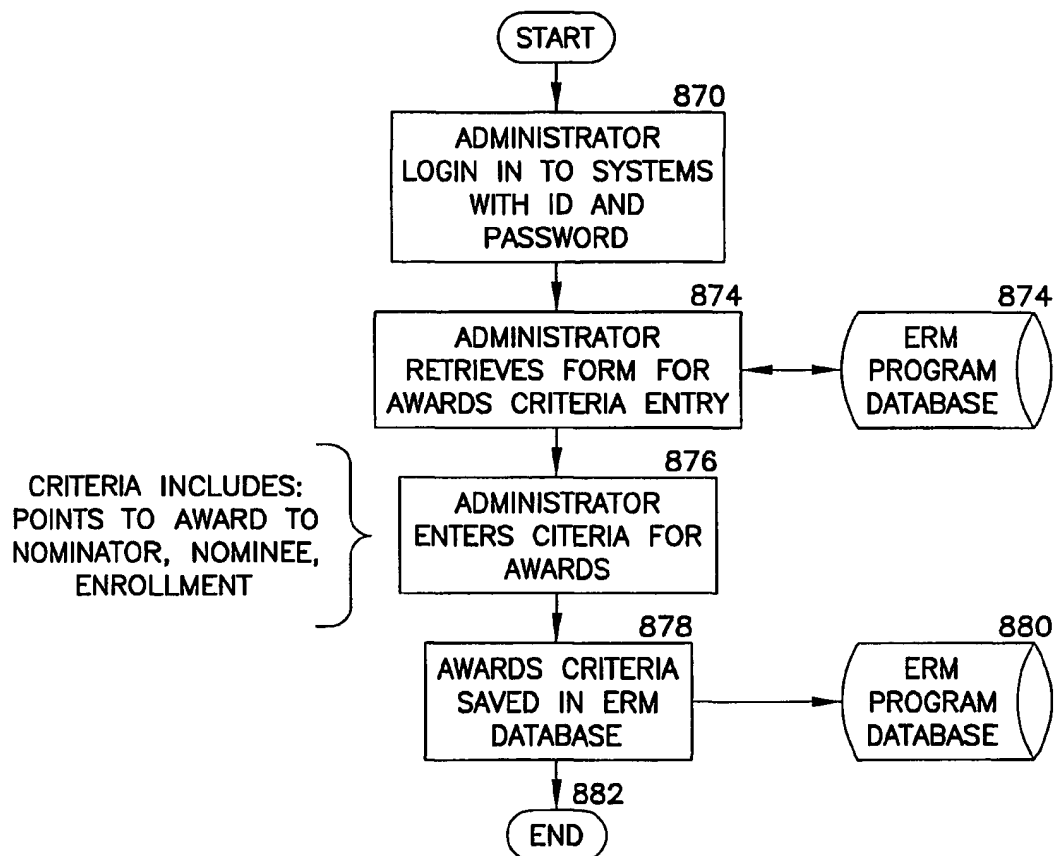 START
870
ADMINISTRATOR
LOGIN IN TO SYSTEMS
WITH ID AND
PASSWORD
874
ADMINISTRATOR
RETRIEVES FORM FOR
AWARDS CRITERIA ENTRY
874
ERM
PROGRAM
DATABASE
CRITERIA INCLUDES:
POINTS TO AWARD TO
NOMINATOR, NOMINEE,
ENROLLMENT
876
ADMINISTRATOR
ENTERS CITERIA FOR
AWARDS
878
AWARDS CRITERIA
SAVED IN ERM
DATABASE
880
ERM
PROGRAM
DATABASE
882
END